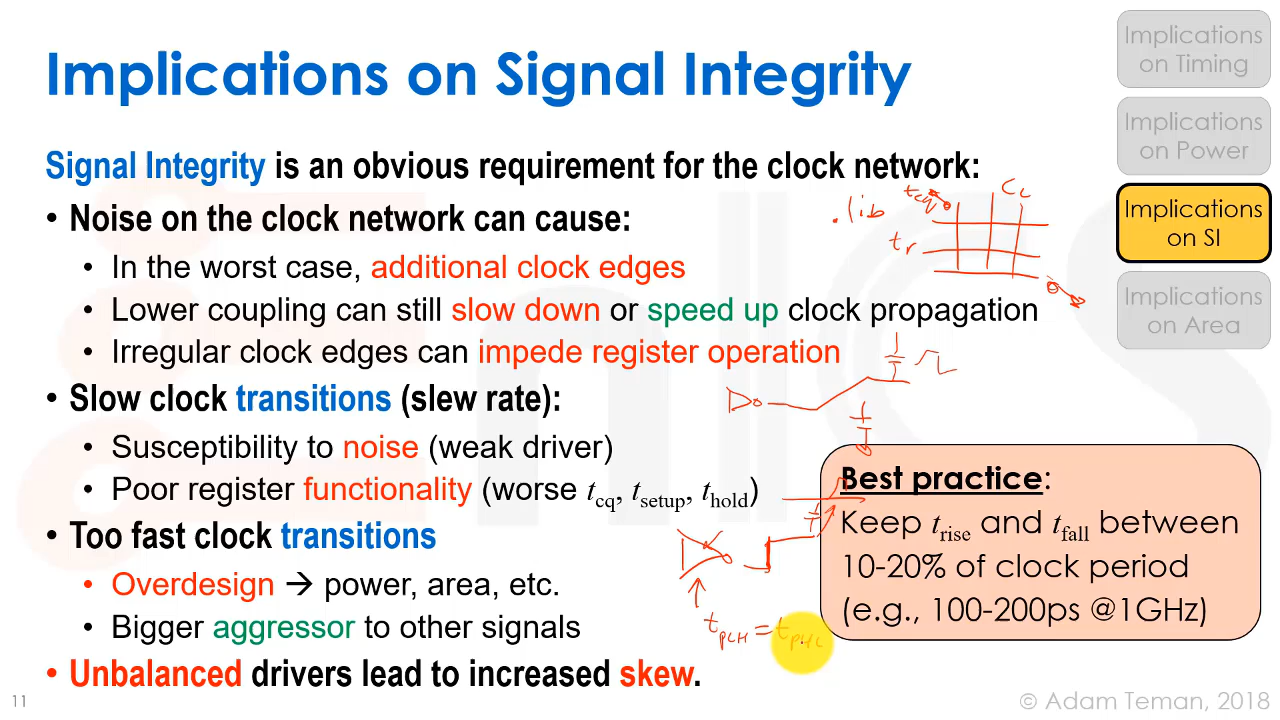 Implications on Signal Integrity
Implications
on Timing
Implications
on Power
Implications
on SI
Implications
on Area
Signal Integrity is an obvious requirement for the clock network:
• Noise on the clock network can cause:
• In the worst case, additional clock edges
• Lower coupling can still slow down or speed up clock propagation
• Irregular clock edges can impede register operation
• Slow clock transitions (slew rate):
• Susceptibility to noise (weak driver)
• Poor register functionality (worse tcq, tsetup, thold)
• Too fast clock transitions
• Overdesign → power, area, etc.
• Bigger aggressor to other signals
• Unbalanced drivers lead to increased skew.
.lib
tcq
CL
tr
tpLH = tpHL
Best practice:
Keep trise and tfall between
10-20% of clock period
(e.g., 100-200ps @1GHz)
11
© Adam Teman, 2018